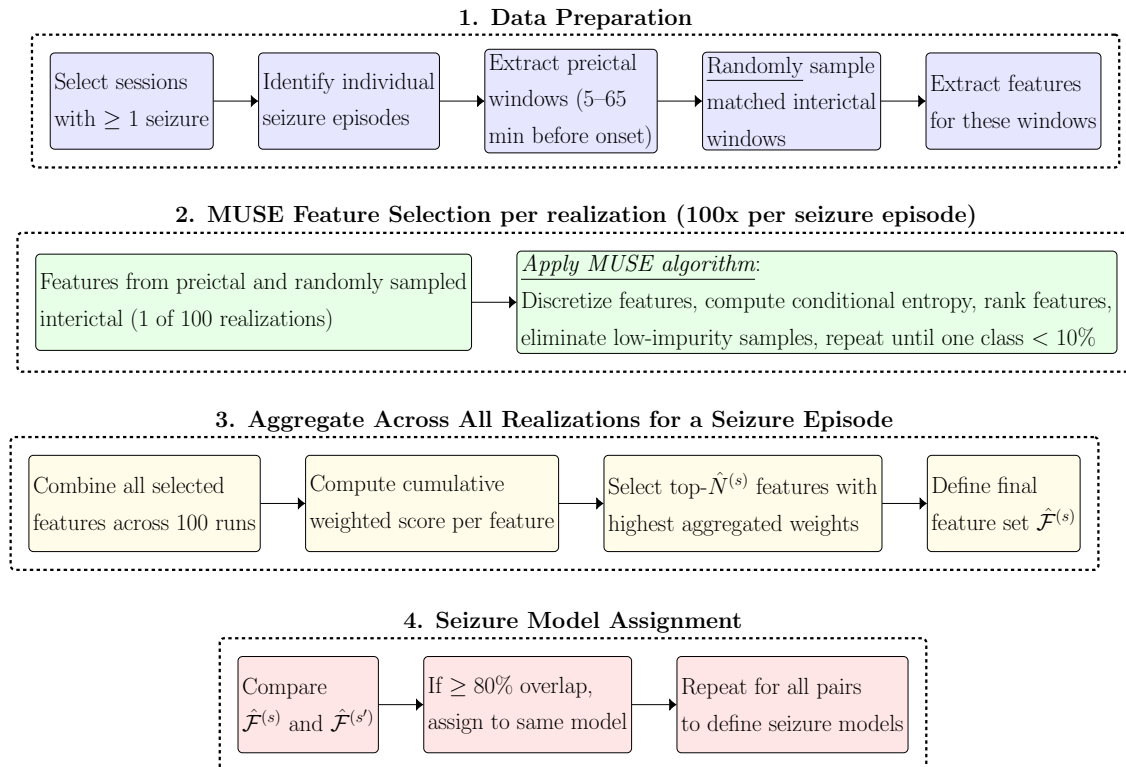 1. Data Preparation
Select sessions
with ≥ 1 seizure
Identify individual
seizure episodes
Extract preictal
windows (5–65
min before onset)
Randomly sample
matched interictal
windows
Extract features
for these windows
2. MUSE Feature Selection per realization (100x per seizure episode)
Features from preictal and randomly sampled
interictal (1 of 100 realizations)
Apply MUSE algorithm:
Discretize features, compute conditional entropy, rank features,
eliminate low-impurity samples, repeat until one class < 10%
3. Aggregate Across All Realizations for a Seizure Episode
Combine all selected
features across 100 runs
Compute cumulative
weighted score per feature
Select top-N̂⁽ˢ⁾ features with
highest aggregated weights
Define final
feature set ℱ̂⁽ˢ⁾
4. Seizure Model Assignment
Compare
ℱ̂⁽ˢ⁾ and ℱ̂⁽ˢ′⁾
If ≥ 80% overlap,
assign to same model
Repeat for all pairs
to define seizure models